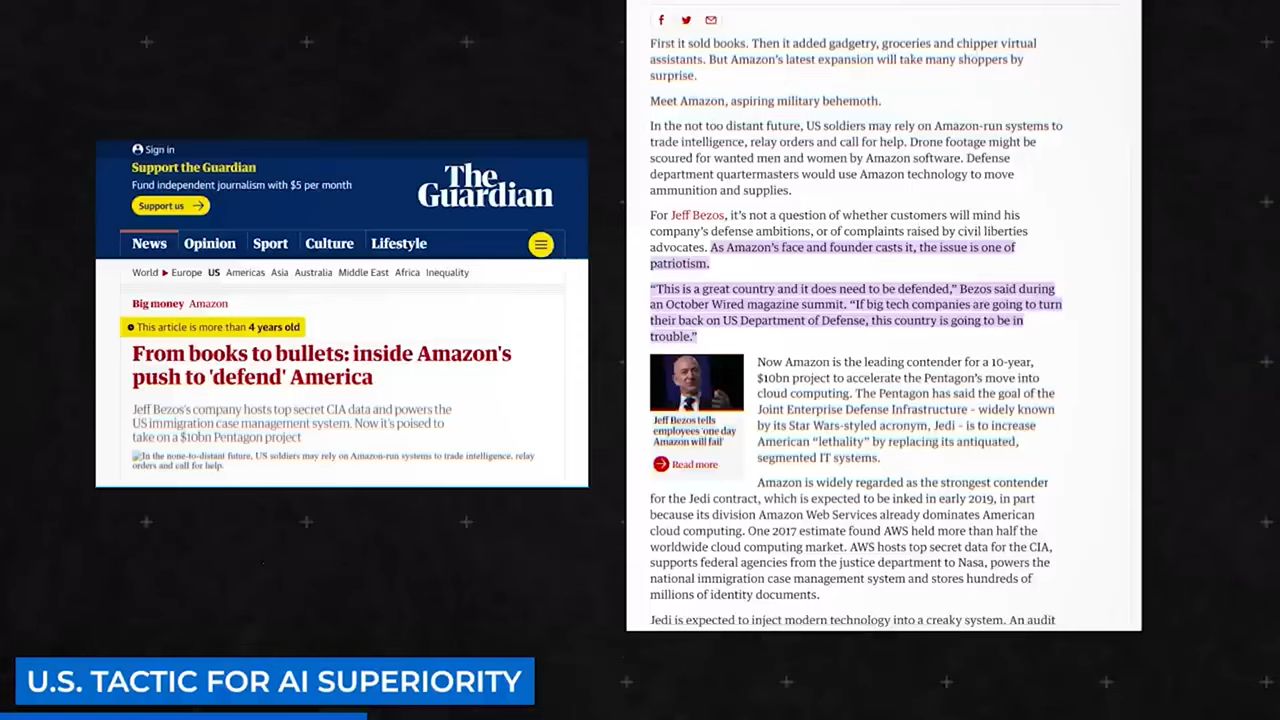 Sign in
Support the Guardian
Fund independent journalism with $5 per month
Support us
The
Guardian
News
Opinion
Sport
Culture
Lifestyle
World
Europe
US
Americas
Asia
Australia
Middle East
Africa
Inequality
Big money Amazon
This article is more than 4 years old
From books to bullets: inside Amazon's
push to 'defend' America
Jeff Bezos's company hosts top secret CIA data and powers the
US immigration case management system. Now it's poised to
take on a $10bn Pentagon project
In the none-to-distant future, US soldiers may rely on Amazon-run systems to trade intelligence, relay
orders and call for help.
First it sold books. Then it added gadgetry, groceries and chipper virtual
assistants. But Amazon's latest expansion will take many shoppers by
surprise.
Meet Amazon, aspiring military behemoth.
In the not too distant future, US soldiers may rely on Amazon-run systems to
trade intelligence, relay orders and call for help. Drone footage might be
scoured for wanted men and women by Amazon software. Defense
department quartermasters would use Amazon technology to move
ammunition and supplies.
For Jeff Bezos, it's not a question of whether customers will mind his
company's defense ambitions, or of complaints raised by civil liberties
advocates. As Amazon's face and founder casts it, the issue is one of
patriotism.
“This is a great country and it does need to be defended,” Bezos said during
an October Wired magazine summit. “If big tech companies are going to turn
their back on US Department of Defense, this country is going to be in
trouble.”
Jeff Bezos tells
employees 'one day
Amazon will fail'
Read more
Now Amazon is the leading contender for a 10-year,
$10bn project to accelerate the Pentagon's move into
cloud computing. The Pentagon has said the goal of the
Joint Enterprise Defense Infrastructure – widely known
by its Star Wars-styled acronym, Jedi – is to increase
American “lethality” by replacing its antiquated,
segmented IT systems.
Amazon is widely regarded as the strongest contender
for the Jedi contract, which is expected to be inked in early 2019, in part
because its division Amazon Web Services already dominates American
cloud computing. One 2017 estimate found AWS held more than half the
worldwide cloud computing market. AWS hosts top secret data for the CIA,
supports federal agencies from the justice department to Nasa, powers the
national immigration case management system and stores hundreds of
millions of identity documents.
Jedi is expected to inject modern technology into a creaky system. An audit
U.S. TACTIC FOR AI SUPERIORITY